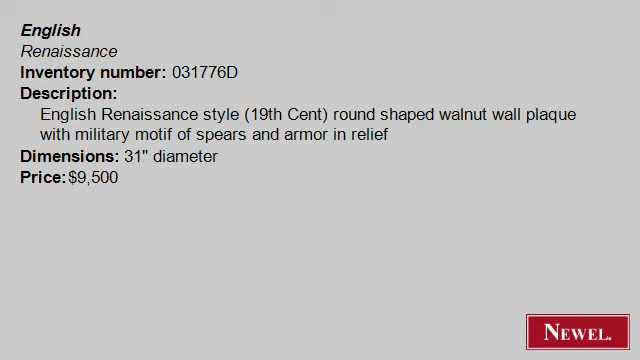 English
Renaissance
Inventory number: 031776D
Description:
English Renaissance style (19th Cent) round shaped walnut wall plaque
with military motif of spears and armor in relief
Dimensions: 31" diameter
Price:$9,500
NEWEL.